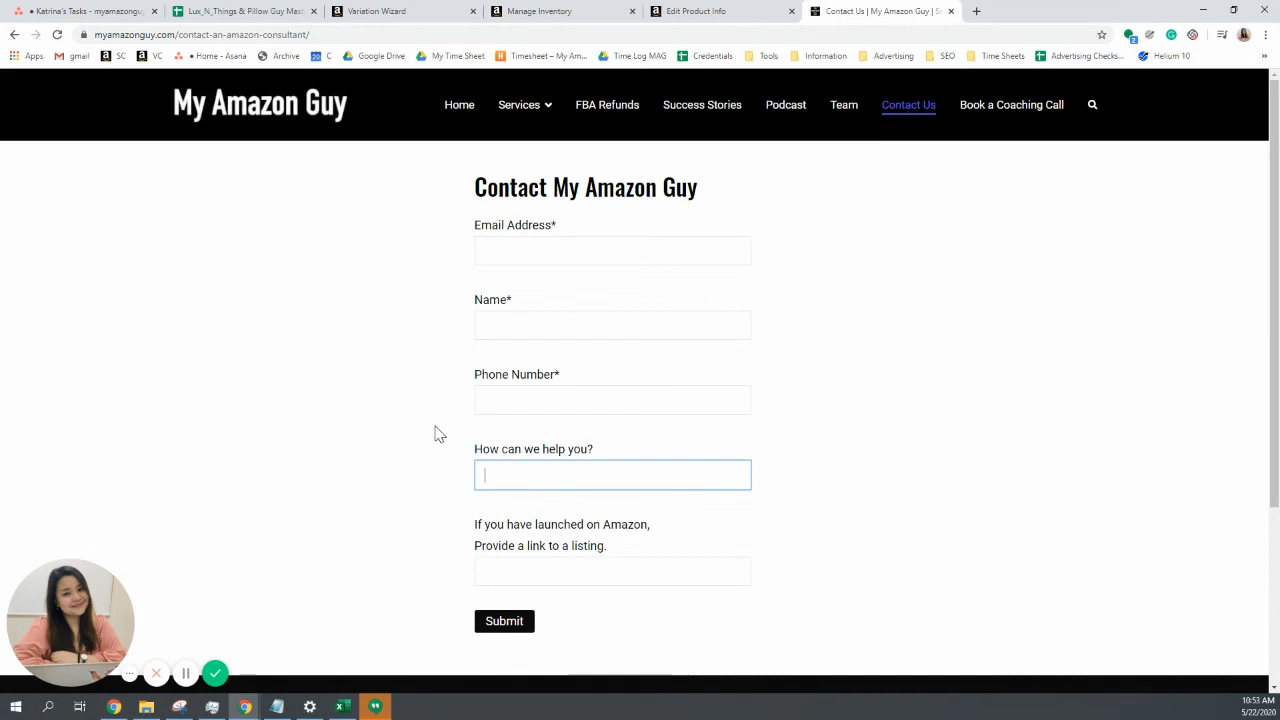 Katrina's Tasks - myamazongu
Lux_N_Things & Pillow Guy Mast
Variation Wizard
Manage Inventory
Edit Product Info
Contact Us | My Amazon Guy | Se
myamazonguy.com/contact-an-amazon-consultant/
Apps
gmail
SC
VC
Home - Asana
Archive
20
C
Google Drive
My Time Sheet
Timesheet – My Am...
Time Log MAG
Credentials
Tools
Information
Advertising
SEO
Time Sheets
Advertising Checks...
Helium 10
»
My Amazon Guy
Home
Services
FBA Refunds
Success Stories
Podcast
Team
Contact Us
Book a Coaching Call
Contact My Amazon Guy
Email Address*
Name*
Phone Number*
How can we help you?
If you have launched on Amazon,
Provide a link to a listing.
Submit
10:53 AM
5/22/2020